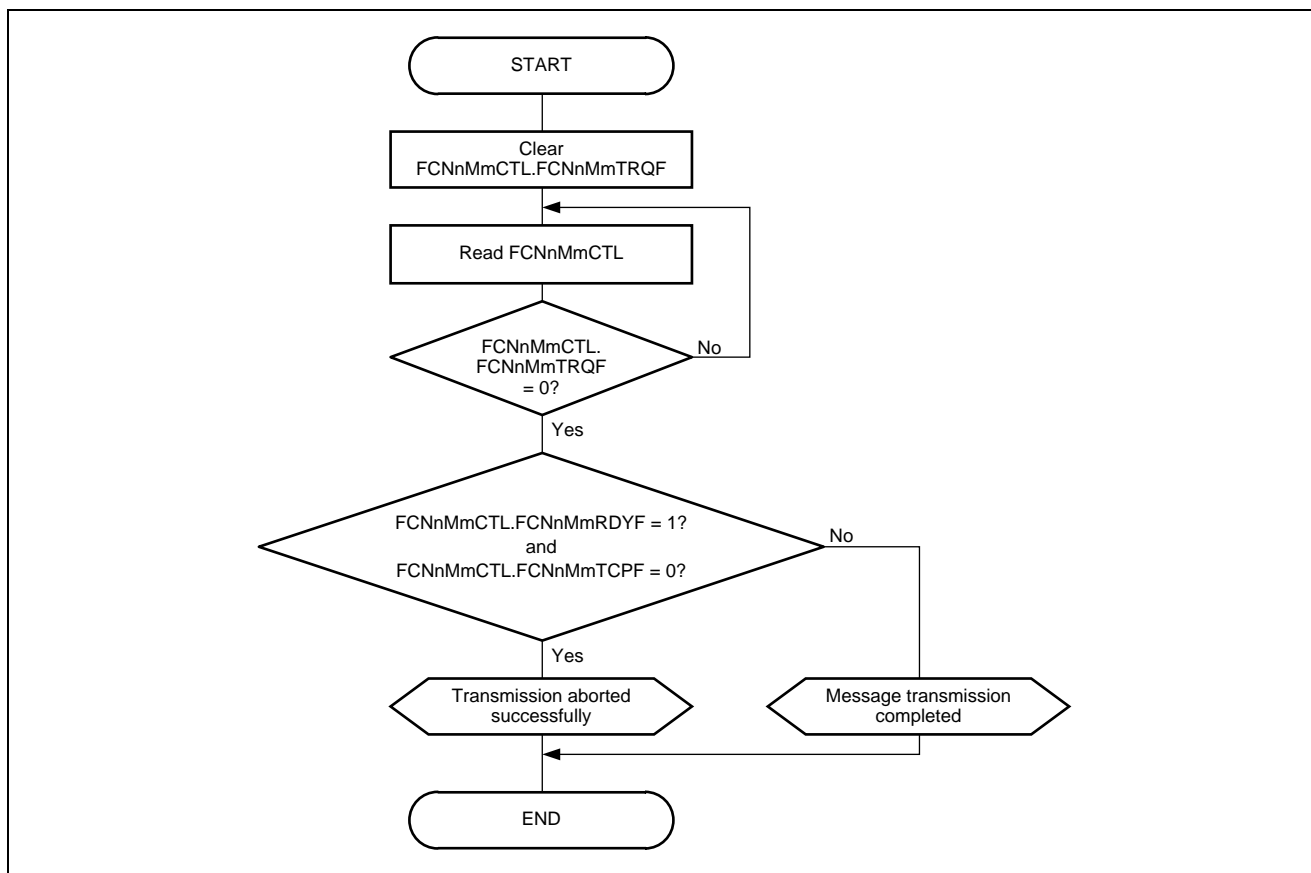 START
Clear
FCNnMmCTL.FCNnMmTRQF
Read FCNnMmCTL
FCNnMmCTL.
FCNnMmTRQF
= 0?
No
Yes
FCNnMmCTL.FCNnMmRDYF = 1?
and
FCNnMmCTL.FCNnMmTCPF = 0?
No
Yes
Transmission aborted
successfully
Message transmission
completed
END